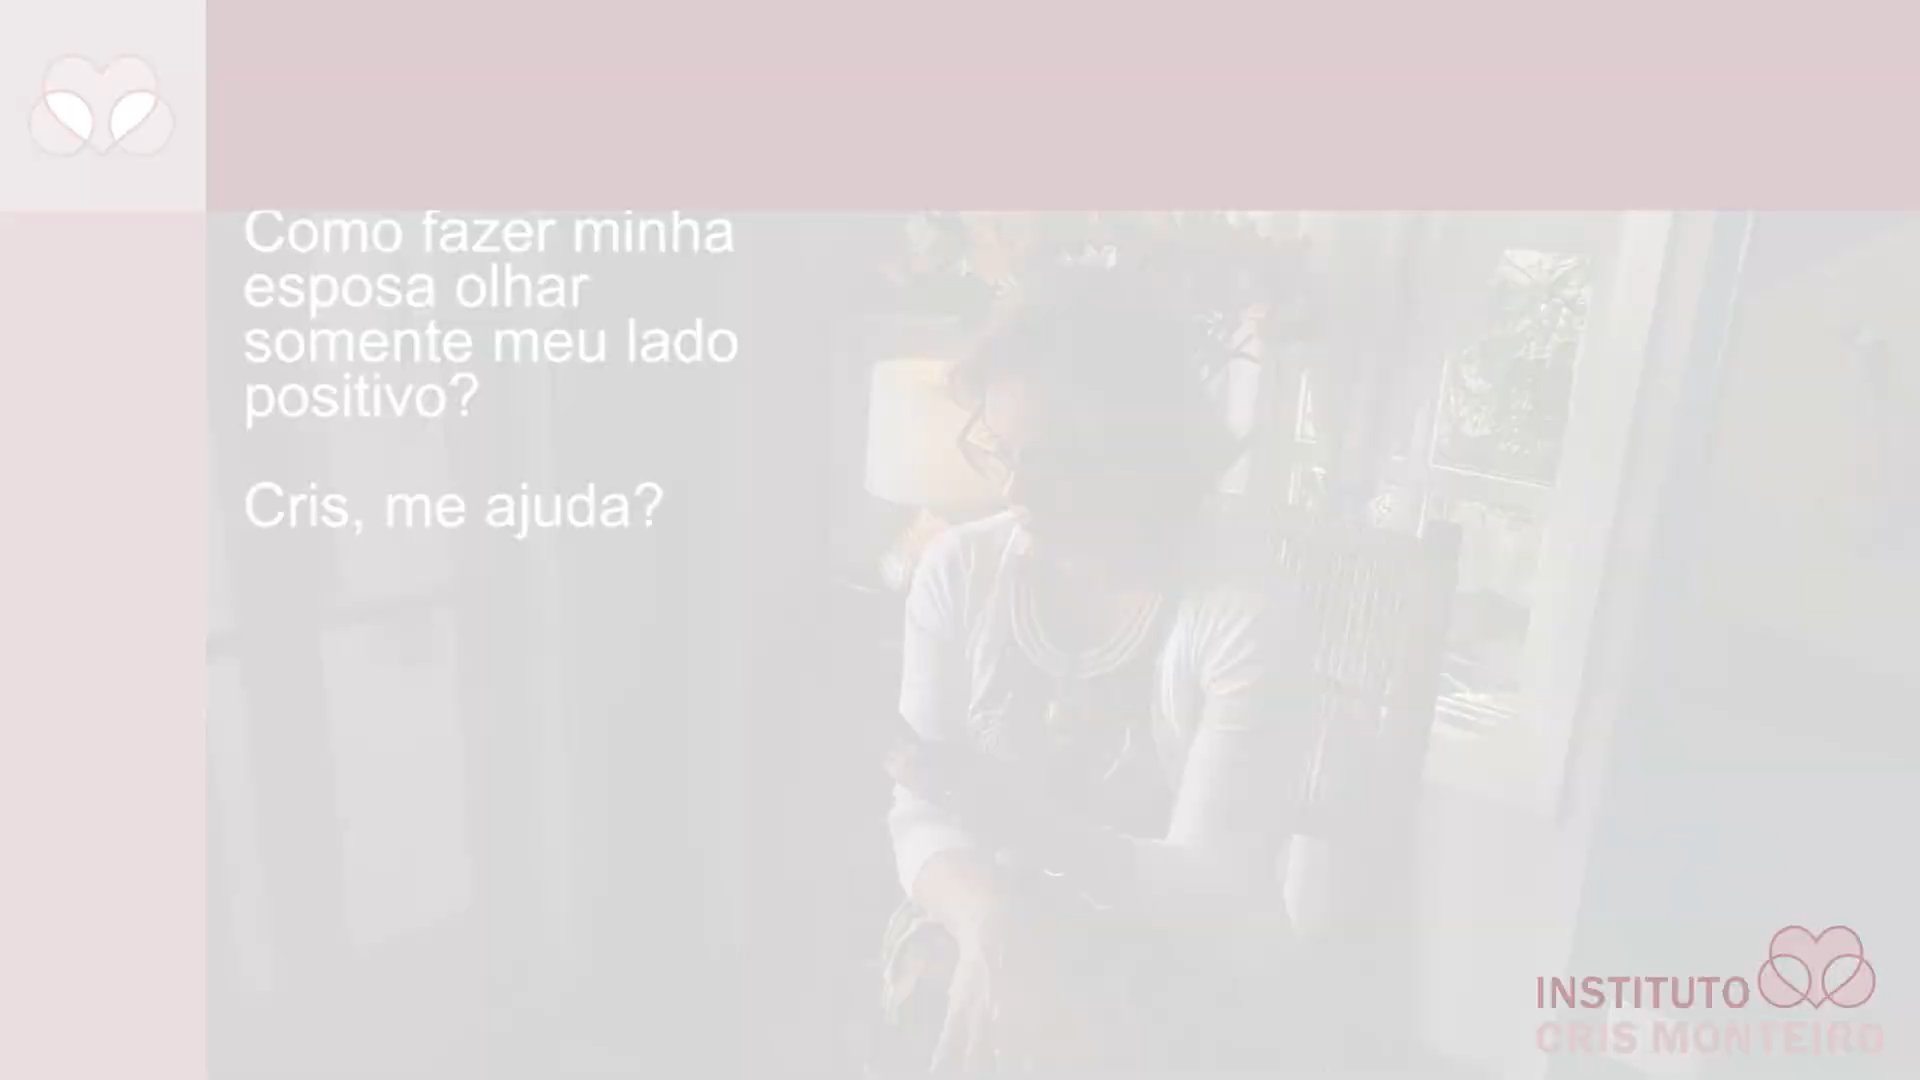 Como fazer minha
esposa olhar
somente meu lado
positivo?
Cris, me ajuda?
INSTITUTO
CRIS MONTEIRO